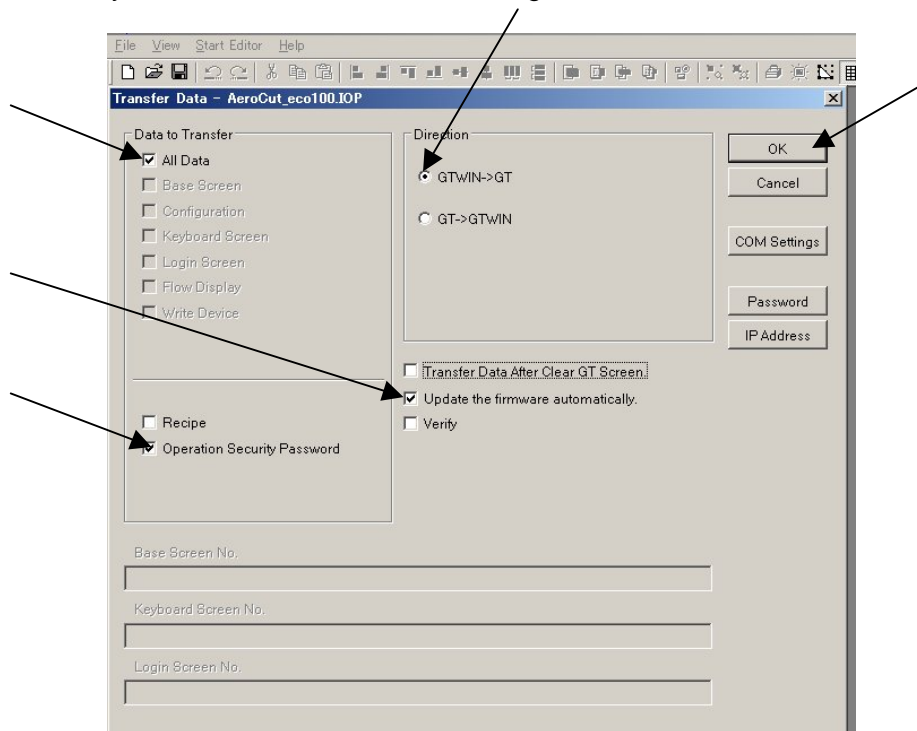 File View Start Editor Help
Transfer Data - AeroCut_eco100.IOP
Data to Transfer
All Data
Base Screen
Configuration
Keyboard Screen
Login Screen
Flow Display
Write Device
Recipe
Operation Security Password
Direction
GTWIN->GT
GT->GTWIN
Transfer Data After Clear GT Screen.
Update the firmware automatically.
Verify
OK
Cancel
COM Settings
Password
IP Address
Base Screen No.
Keyboard Screen No.
Login Screen No.